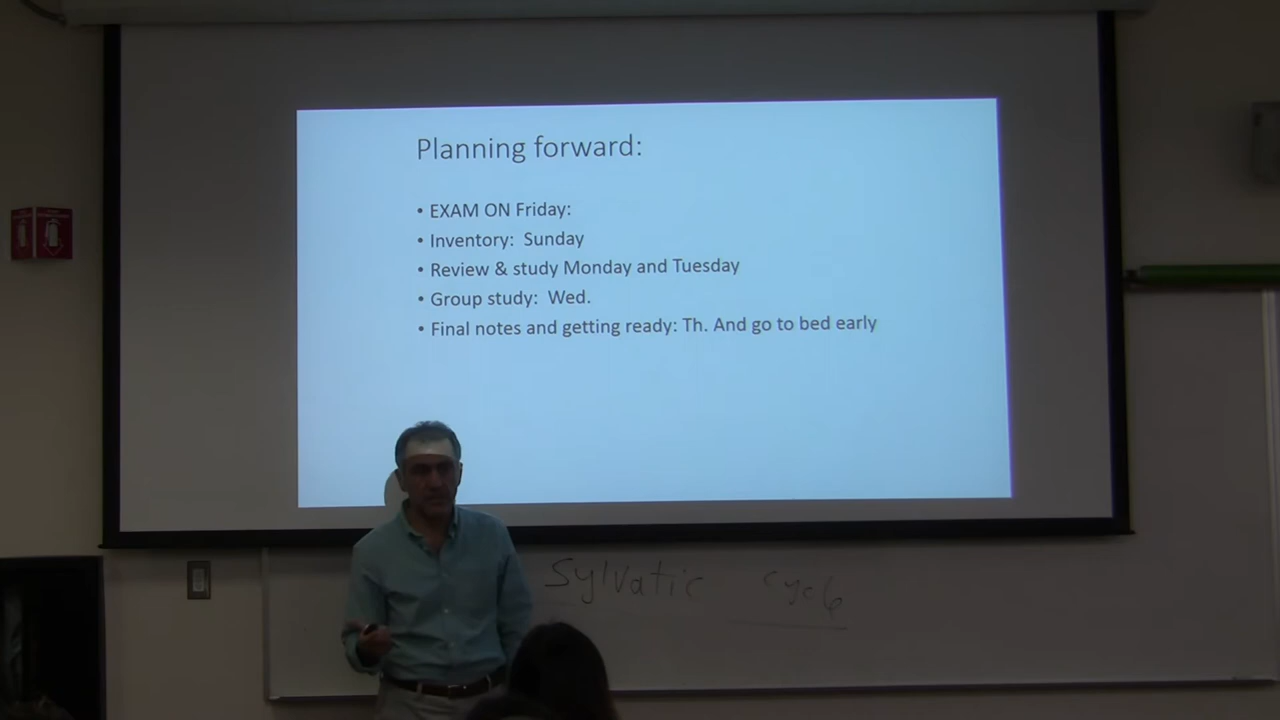 Planning forward:
• EXAM ON Friday:
• Inventory: Sunday
• Review & study Monday and Tuesday
• Group study: Wed.
• Final notes and getting ready: Th. And go to bed early
Sylvatic cycle